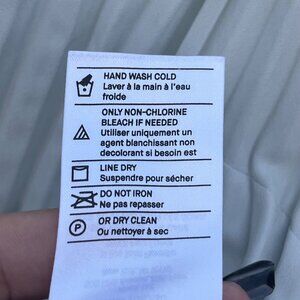 HAND WASH COLD
Laver à la main à l'eau
froide
ONLY NON-CHLORINE
BLEACH IF NEEDED
Utiliser uniquement un
agent blanchissant non
decolorant si besoin est
LINE DRY
Suspendre pour sécher
DO NOT IRON
Ne pas repasser
P
OR DRY CLEAN
Ou nettoyer à sec